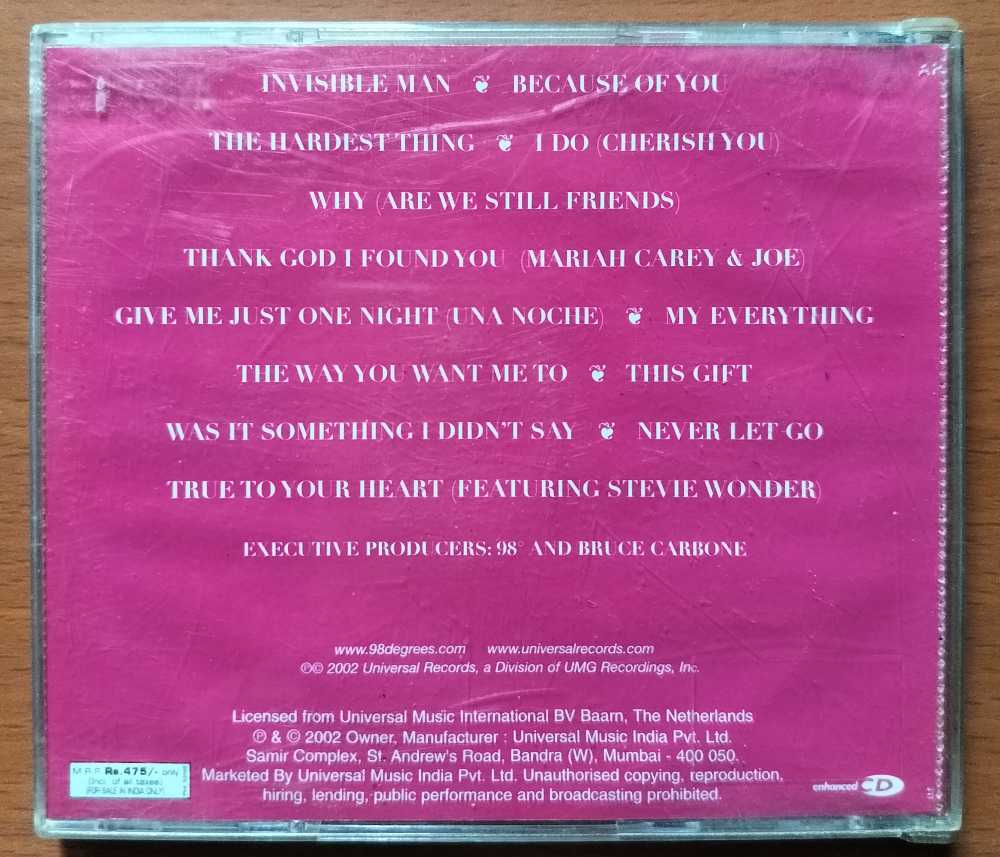 INVISIBLE MAN ❦ BECAUSE OF YOU
THE HARDEST THING ❦ I DO (CHERISH YOU)
WHY (ARE WE STILL FRIENDS)
THANK GOD I FOUND YOU (MARIAH CAREY & JOE)
GIVE ME JUST ONE NIGHT (UNA NOCHE) ❦ MY EVERYTHING
THE WAY YOU WANT ME TO ❦ THIS GIFT
WAS IT SOMETHING I DIDN'T SAY ❦ NEVER LET GO
TRUE TO YOUR HEART (FEATURING STEVIE WONDER)
EXECUTIVE PRODUCERS: 98° AND BRUCE CARBONE
www.98degrees.com www.universalrecords.com
℗© 2002 Universal Records, a Division of UMG Recordings, Inc.
Licensed from Universal Music International BV Baarn, The Netherlands
℗ & © 2002 Owner, Manufacturer : Universal Music India Pvt. Ltd.
Samir Complex, St. Andrew's Road, Bandra (W), Mumbai - 400 050.
Marketed By Universal Music India Pvt. Ltd. Unauthorised copying, reproduction,
hiring, lending, public performance and broadcasting prohibited.
M.R.P. Rs.475/- only
(Incl. of all taxes)
(FOR SALE IN INDIA ONLY)
enhanced CD